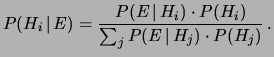 P(H_i | E) = \frac{P(E | H_i) \cdot P(H_i)}{\sum_j P(E | H_j) \cdot P(H_j)} .